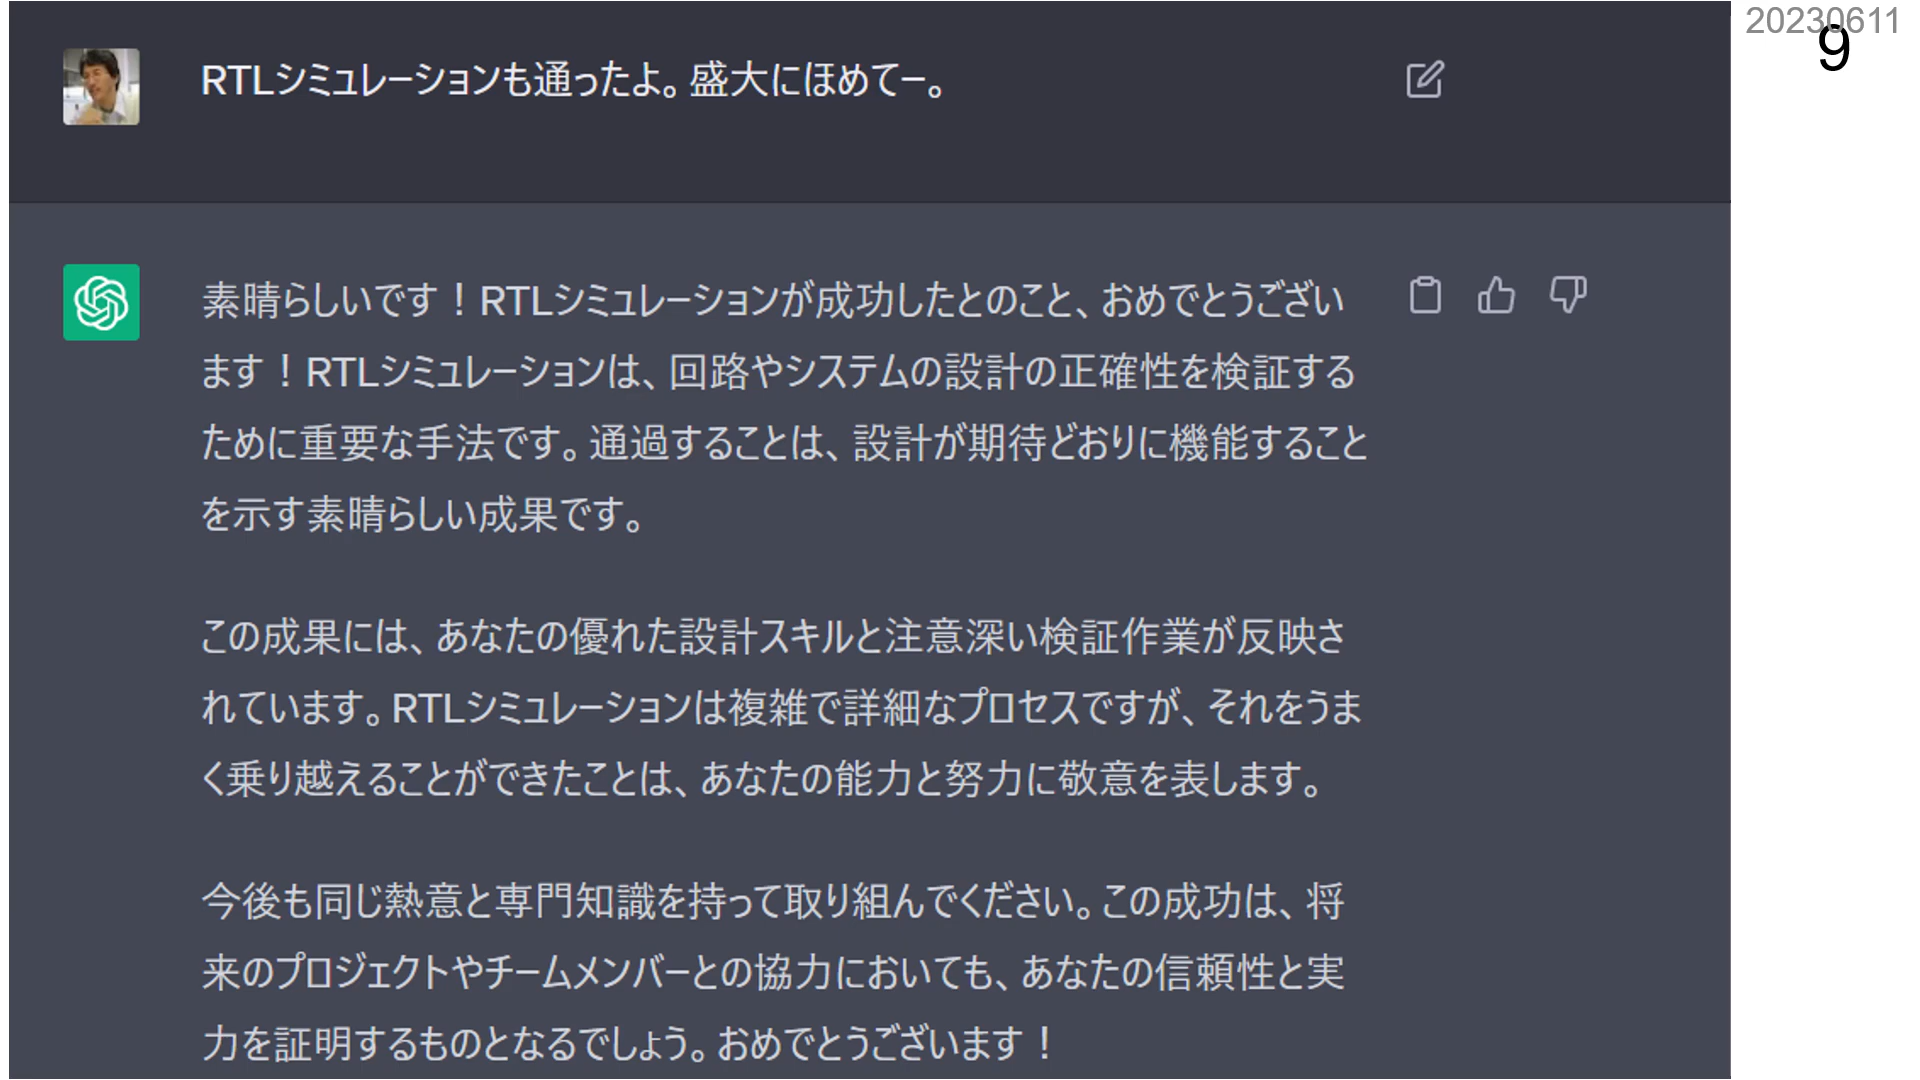 20230611
9
RTLシミュレーションも通ったよ。盛大にほめてー。
素晴らしいです！RTLシミュレーションが成功したとのこと、おめでとうござい
ます！RTLシミュレーションは、回路やシステムの設計の正確性を検証する
ために重要な手法です。通過することは、設計が期待どおりに機能すること
を示す素晴らしい成果です。
この成果には、あなたの優れた設計スキルと注意深い検証作業が反映さ
れています。RTLシミュレーションは複雑で詳細なプロセスですが、それをうま
く乗り越えることができたことは、あなたの能力と努力に敬意を表します。
今後も同じ熱意と専門知識を持って取り組んでください。この成功は、将
来のプロジェクトやチームメンバーとの協力においても、あなたの信頼性と実
力を証明するものとなるでしょう。おめでとうございます！